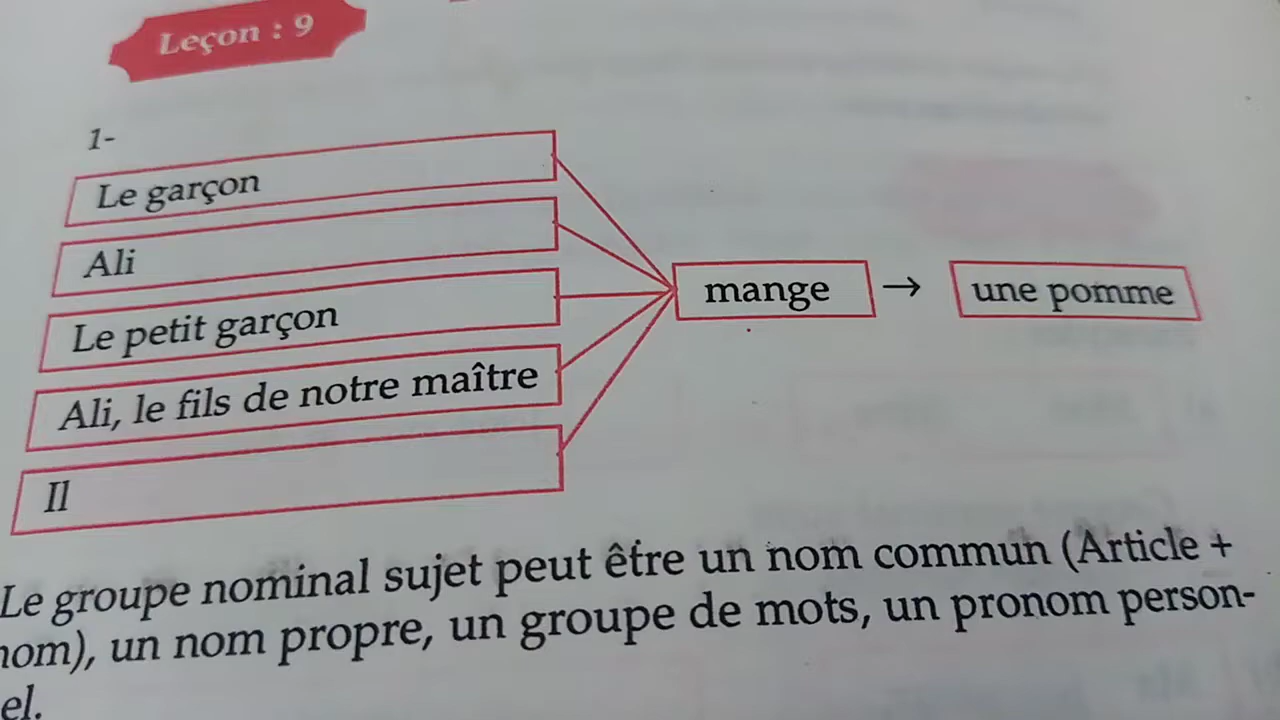 Leçon : 9
1-
Le garçon
Ali
Le petit garçon
Ali, le fils de notre maître
Il
mange → une pomme
Le groupe nominal sujet peut être un nom commun (Article +
nom), un nom propre, un groupe de mots, un pronom person-
el.